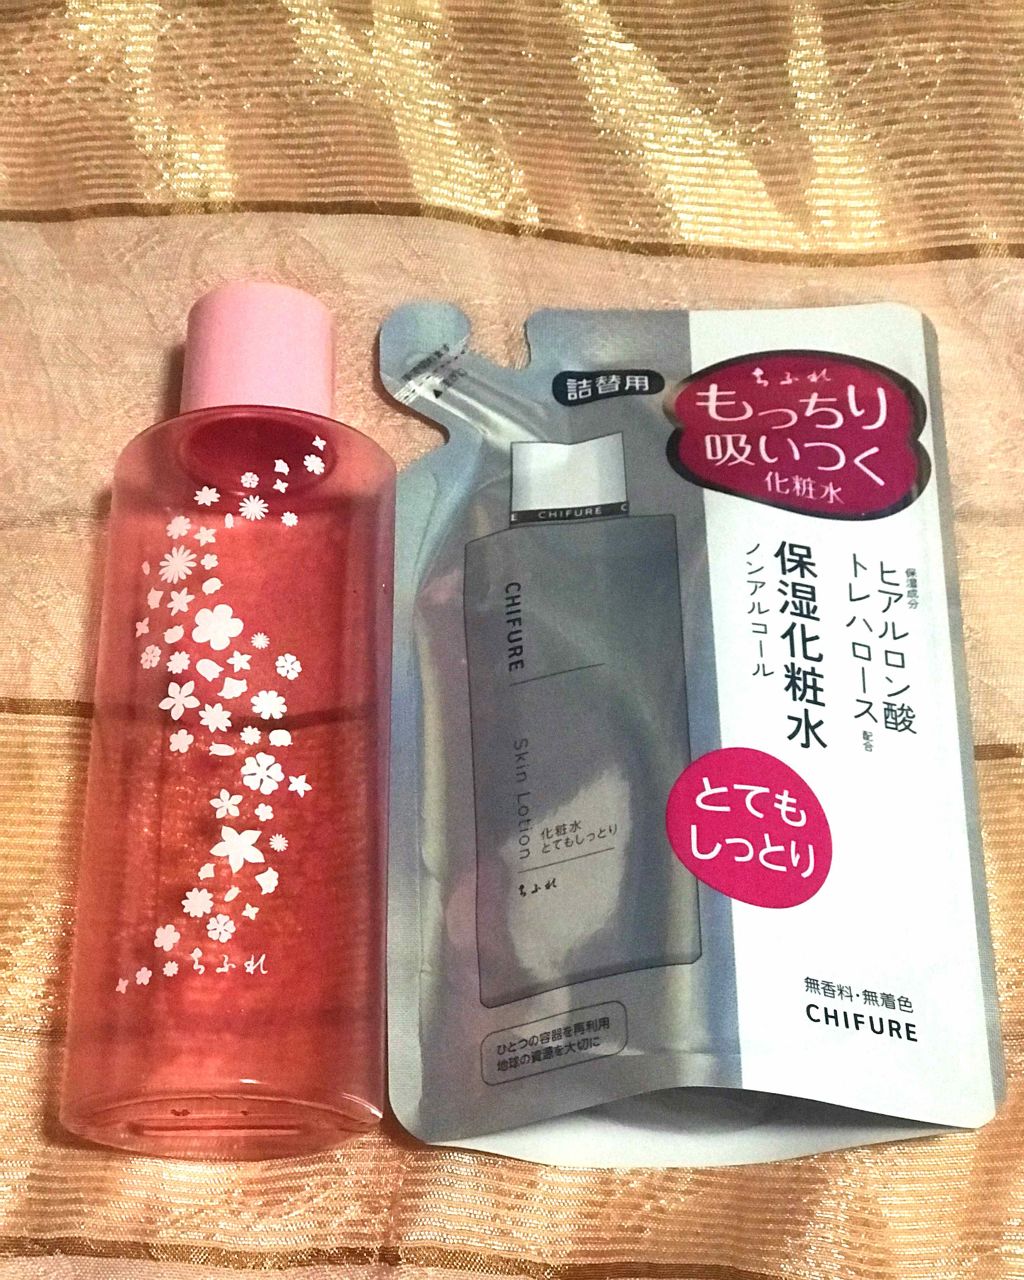 ちふれ
詰替用
ちふれ
もっちり
吸いつく
化粧水
保湿成分
ヒアルロン酸
トレハロース配合
保湿化粧水
ノンアルコール
とても
しっとり
CHIFURE
CHIFURE
Skin Lotion
化粧水
とてもしっとり
ちふれ
ひとつの容器を再利用
地球の資源を大切に
無香料・無着色
CHIFURE